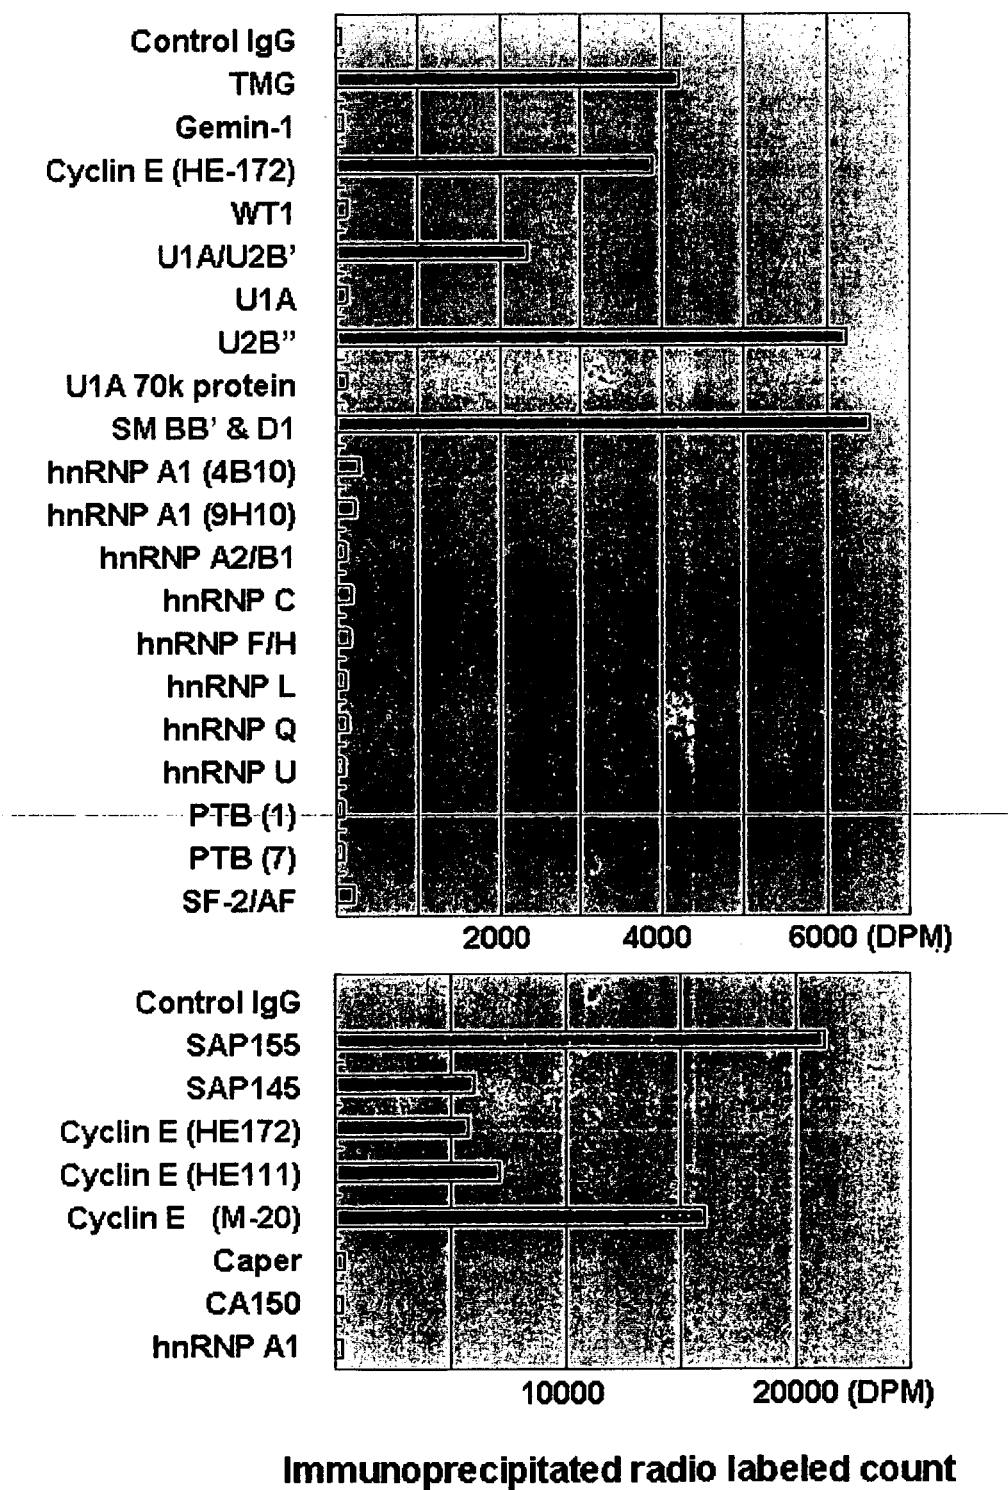 Control IgG
TMG
Gemin-1
Cyclin E (HE-172)
WT1
U1A/U2B'
U1A
U2B"
U1A 70k protein
SM BB' & D1
hnRNP A1 (4B10)
hnRNP A1 (9H10)
hnRNP A2/B1
hnRNP C
hnRNP F/H
hnRNP L
hnRNP Q
hnRNP U
PTB (1)
PTB (7)
SF-2/AF
2000 4000 6000 (DPM)
Control IgG
SAP155
SAP145
Cyclin E (HE172)
Cyclin E (HE111)
Cyclin E (M-20)
Caper
CA150
hnRNP A1
10000 20000 (DPM)
Immunoprecipitated radio labeled count